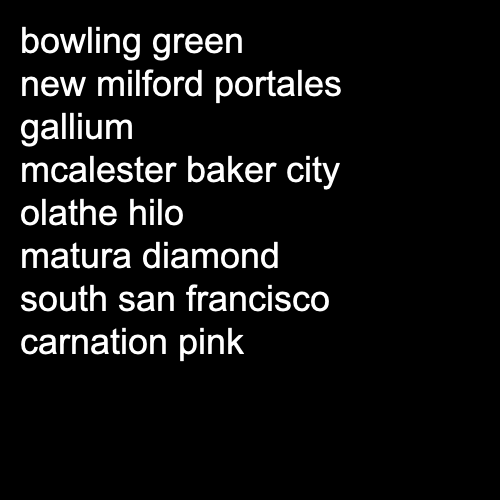 bowling green
new milford portales
gallium
mcalester baker city
olathe hilo
matura diamond
south san francisco
carnation pink